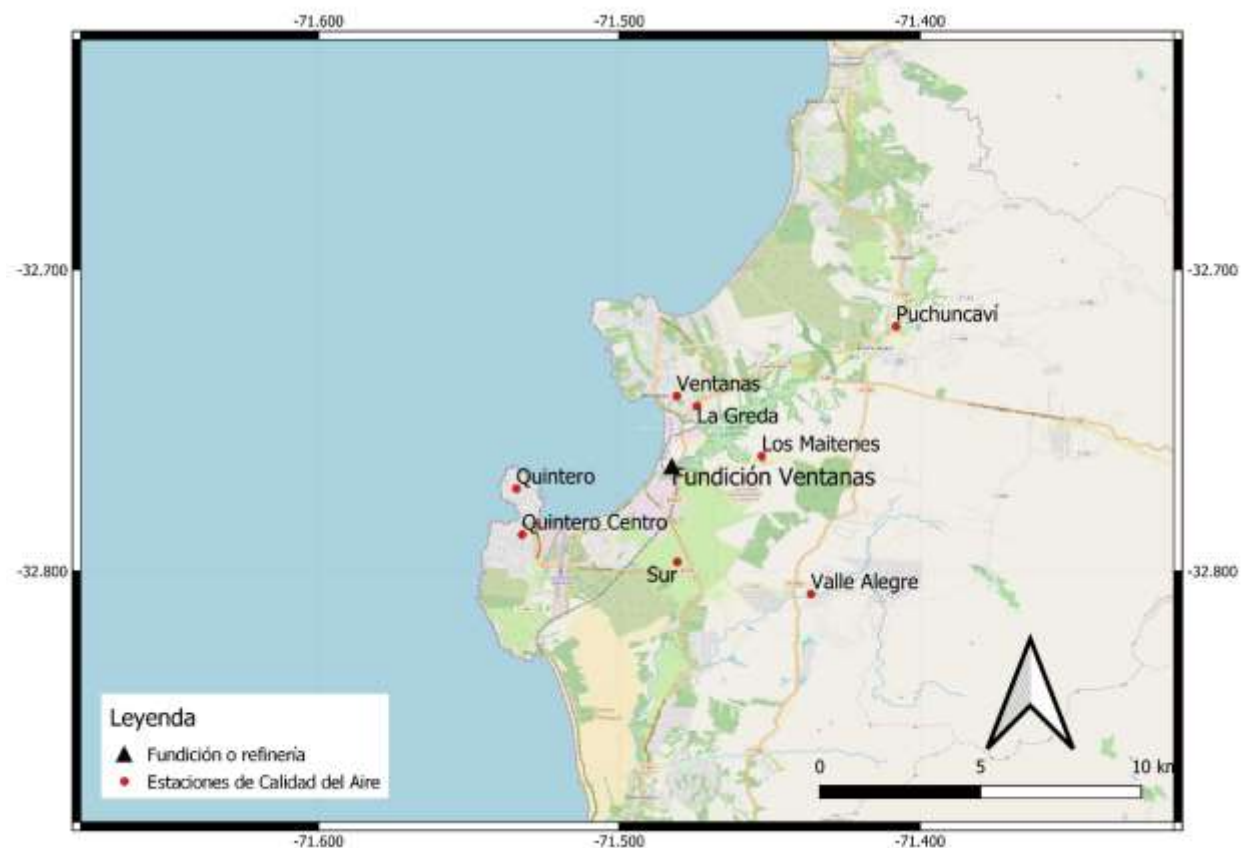 -71.600
-71.500
-71.400
-32.700
-32.700
Puchuncaví
Ventanas
La Greda
Los Maitenes
Fundición Ventanas
Quintero
Quintero Centro
Sur
-32.800
-32.800
Valle Alegre
Leyenda
Fundición o refinería
Estaciones de Calidad del Aire
0
5
10 km
-71.600
-71.500
-71.400